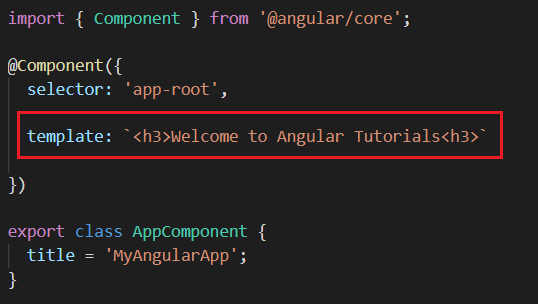 import { Component } from '@angular/core';
@Component({
selector: 'app-root',
template: `<h3>Welcome to Angular Tutorials<h3>`
})
export class AppComponent {
title = 'MyAngularApp';
}